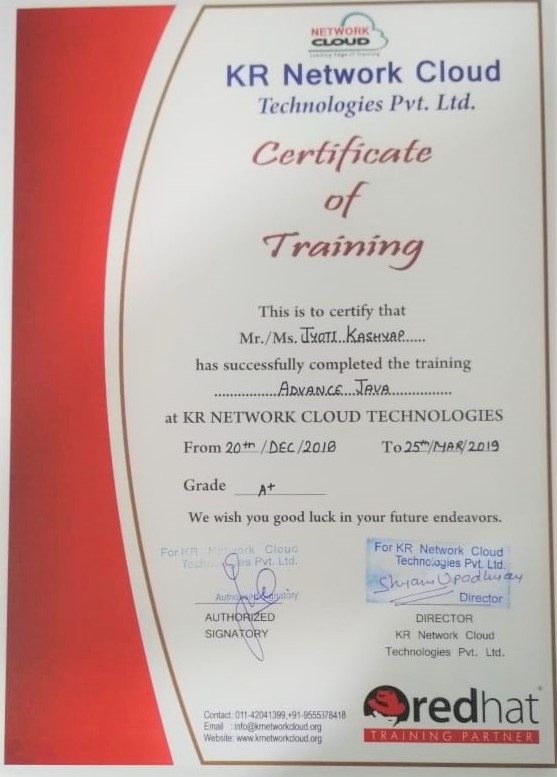 NETWORK
CLOUD
Leading Edge IT Training
KR Network Cloud
Technologies Pvt. Ltd.
Certificate
of
Training
This is to certify that
Mr./Ms. JYOTI KASHYAP
has successfully completed the training
ADVANCE JAVA
at KR NETWORK CLOUD TECHNOLOGIES
From 20th/DEC/2018 To 25th/MAR/2019
Grade A+
We wish you good luck in your future endeavors.
For KR Network Cloud
Technologies Pvt. Ltd.
Authorised Signatory
AUTHORIZED
SIGNATORY
For KR Network Cloud
Technologies Pvt. Ltd.
Shyam Upadhyay
Director
DIRECTOR
KR Network Cloud
Technologies Pvt. Ltd.
Contact: 011-42041399,+91-9555378418
Email : info@krnetworkcloud.org
Website: www.krnetworkcloud.org
redhat
TRAINING PARTNER